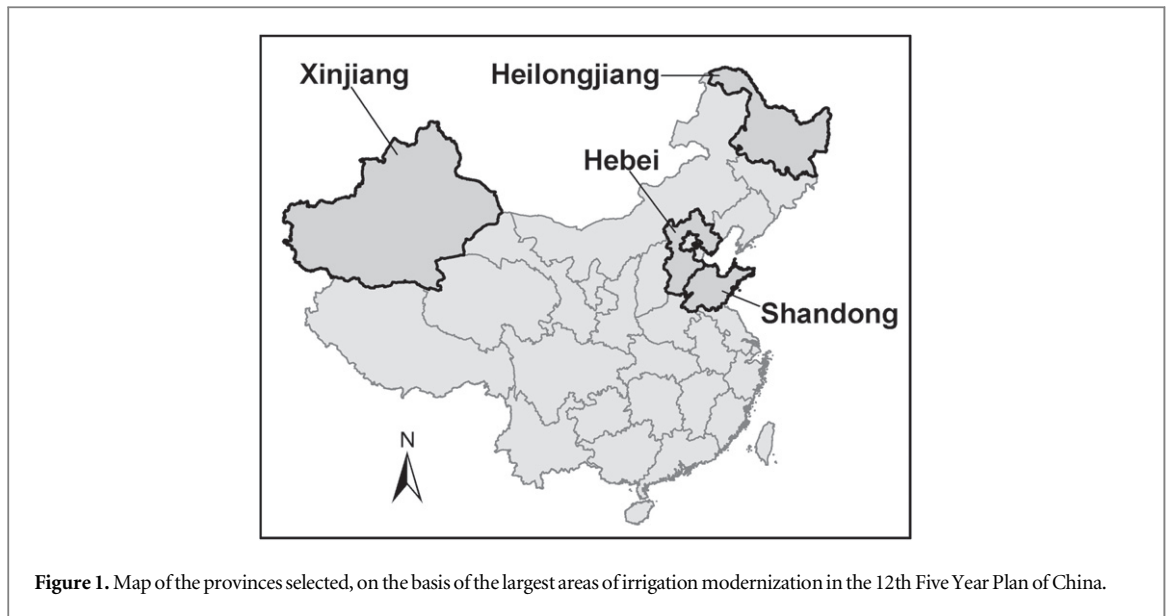 Xinjiang
Heilongjiang
Hebei
Shandong
N
Figure 1. Map of the provinces selected, on the basis of the largest areas of irrigation modernization in the 12th Five Year Plan of China.